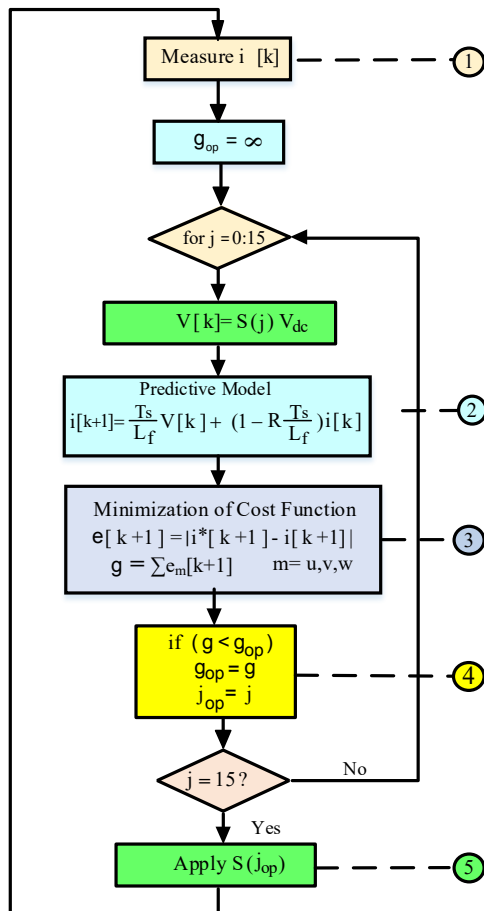 Measure i [k]
1
g_op = ∞
for j = 0:15
V[k]= S(j) V_dc
Predictive Model
i[k+1]= Ts/L_f V[k] + (1 − R Ts/L_f) i[k]
2
Minimization of Cost Function
e[k+1] = |i*[k+1] - i[k+1]|
g = ∑e_m[k+1] m= u,v,w
3
if (g < g_op)
g_op = g
j_op = j
4
j = 15?
No
Yes
Apply S(j_op)
5